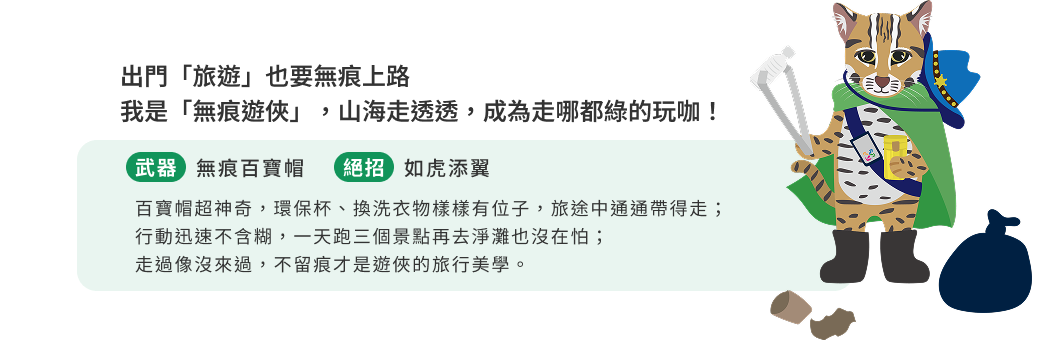 出門「旅遊」也要無痕上路
我是「無痕遊俠」，山海走透透，成為走哪都綠的玩咖！
武器 無痕百寶帽 絕招 如虎添翼
百寶帽超神奇，環保杯、換洗衣物樣樣有位子，旅途中通通帶得走；
行動迅速不含糊，一天跑三個景點再去淨灘也沒在怕；
走過像沒來過，不留痕才是遊俠的旅行美學。